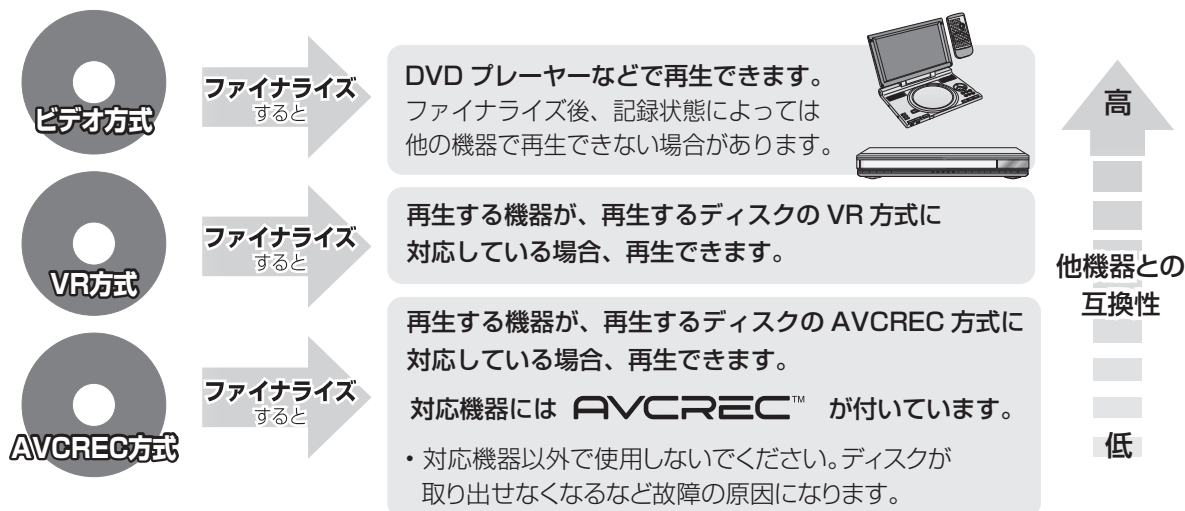 ビデオ方式
ファイナライズ
すると
DVD プレーヤーなどで再生できます。
ファイナライズ後、記録状態によっては
他の機器で再生できない場合があります。
VR方式
ファイナライズ
すると
再生する機器が、再生するディスクの VR 方式に
対応している場合、再生できます。
AVCREC方式
ファイナライズ
すると
再生する機器が、再生するディスクの AVCREC 方式に
対応している場合、再生できます。
対応機器には AVCREC™ が付いています。
・対応機器以外で使用しないでください。ディスクが
取り出せなくなるなど故障の原因になります。
高
他機器との
互換性
低